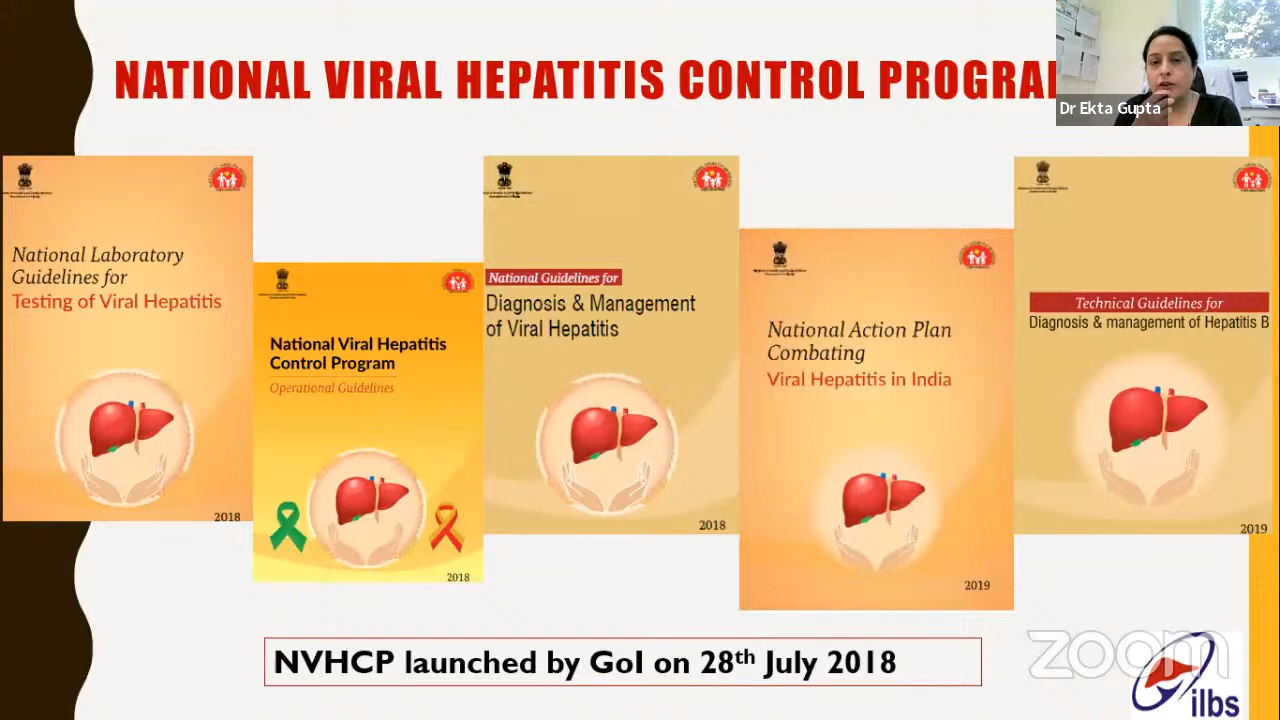 NATIONAL VIRAL HEPATITIS CONTROL PROGRA
Dr Ekta Gupta
National Laboratory
Guidelines for
Testing of Viral Hepatitis
2018
National Viral Hepatitis
Control Program
Operational Guidelines
2018
National Guidelines for
Diagnosis & Management
of Viral Hepatitis
2018
National Action Plan
Combating
Viral Hepatitis in India
2019
Technical Guidelines for
Diagnosis & management of Hepatitis B
2019
NVHCP launched by GoI on 28th July 2018
zoom
ilbs